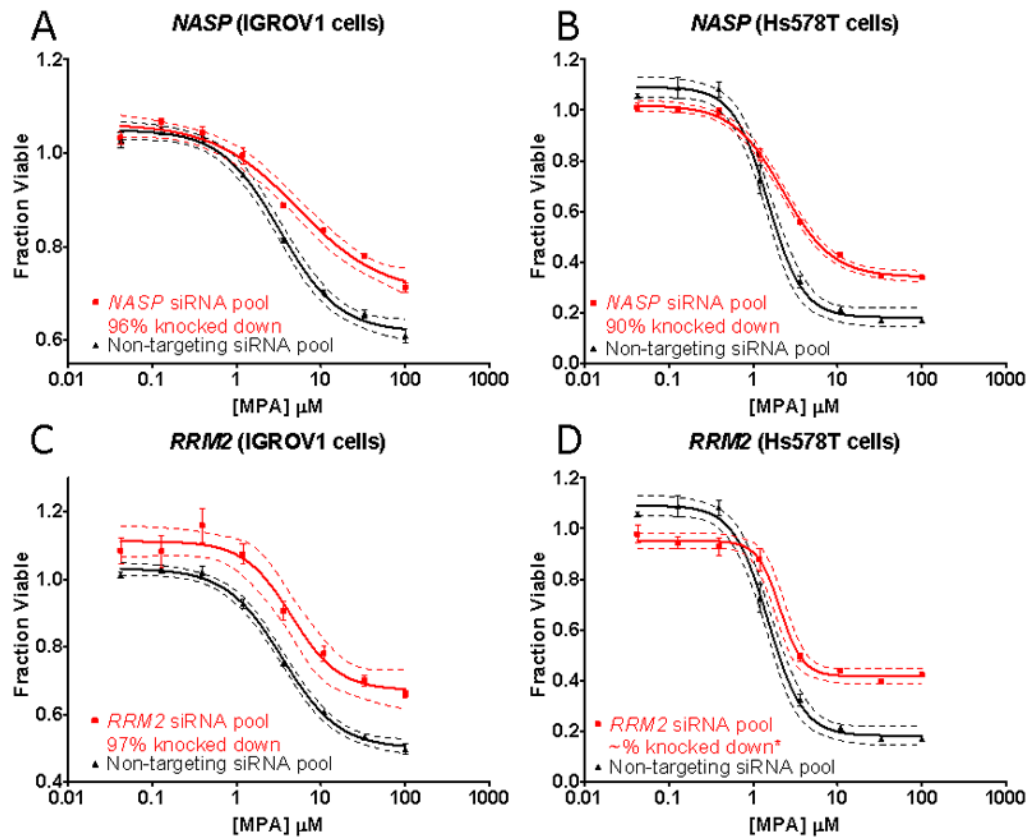 A
NASP (IGROV1 cells)
Fraction Viable
1.2
1.0
0.8
0.6
NASP siRNA pool
96% knocked down
Non-targeting siRNA pool
0.01 0.1 1 10 100 1000
[MPA] µM
B
NASP (Hs578T cells)
Fraction Viable
1.2
1.0
0.8
0.6
0.4
0.2
0.0
NASP siRNA pool
90% knocked down
Non-targeting siRNA pool
0.01 0.1 1 10 100 1000
[MPA] µM
C
RRM2 (IGROV1 cells)
Fraction Viable
1.2
1.0
0.8
0.6
0.4
RRM2 siRNA pool
97% knocked down
Non-targeting siRNA pool
0.01 0.1 1 10 100 1000
[MPA] µM
D
RRM2 (Hs578T cells)
Fraction Viable
1.2
1.0
0.8
0.6
0.4
0.2
0.0
RRM2 siRNA pool
~% knocked down*
Non-targeting siRNA pool
0.01 0.1 1 10 100 1000
[MPA] µM